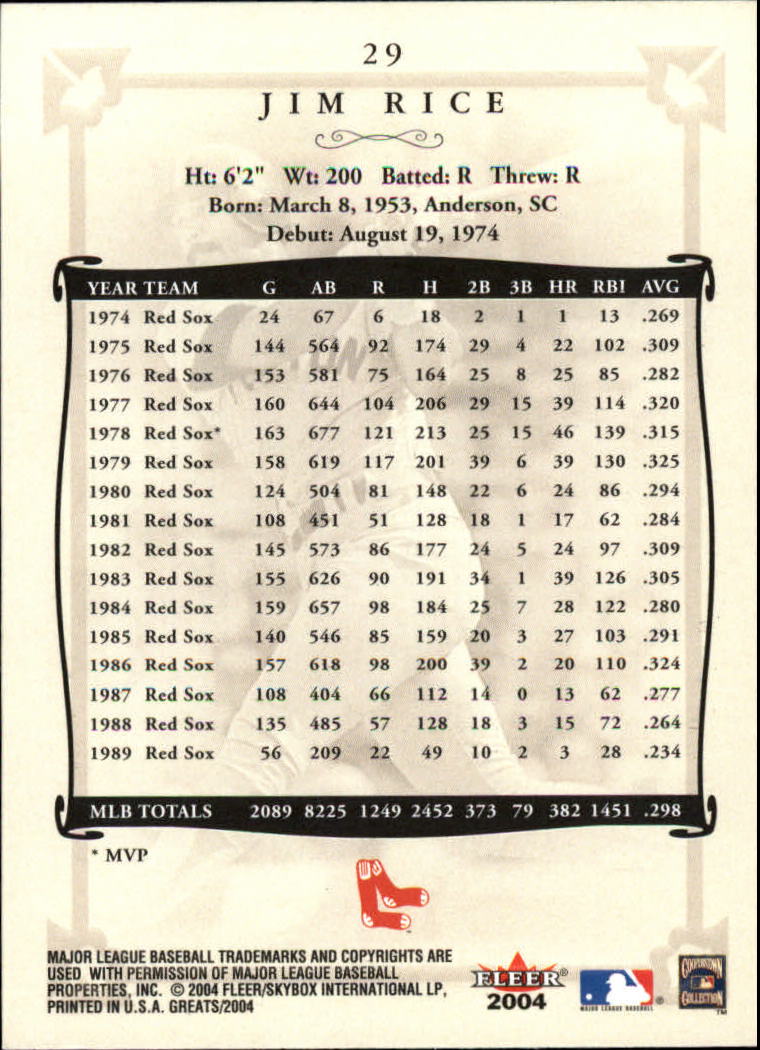 29
JIM RICE
Ht: 6'2" Wt: 200 Batted: R Threw: R
Born: March 8, 1953, Anderson, SC
Debut: August 19, 1974
YEAR TEAM G AB R H 2B 3B HR RBI AVG
1974 Red Sox 24 67 6 18 2 1 1 13 .269
1975 Red Sox 144 564 92 174 29 4 22 102 .309
1976 Red Sox 153 581 75 164 25 8 25 85 .282
1977 Red Sox 160 644 104 206 29 15 39 114 .320
1978 Red Sox* 163 677 121 213 25 15 46 139 .315
1979 Red Sox 158 619 117 201 39 6 39 130 .325
1980 Red Sox 124 504 81 148 22 6 24 86 .294
1981 Red Sox 108 451 51 128 18 1 17 62 .284
1982 Red Sox 145 573 86 177 24 5 24 97 .309
1983 Red Sox 155 626 90 191 34 1 39 126 .305
1984 Red Sox 159 657 98 184 25 7 28 122 .280
1985 Red Sox 140 546 85 159 20 3 27 103 .291
1986 Red Sox 157 618 98 200 39 2 20 110 .324
1987 Red Sox 108 404 66 112 14 0 13 62 .277
1988 Red Sox 135 485 57 128 18 3 15 72 .264
1989 Red Sox 56 209 22 49 10 2 3 28 .234
MLB TOTALS 2089 8225 1249 2452 373 79 382 1451 .298
* MVP
MAJOR LEAGUE BASEBALL TRADEMARKS AND COPYRIGHTS ARE
USED WITH PERMISSION OF MAJOR LEAGUE BASEBALL
PROPERTIES, INC. © 2004 FLEER/SKYBOX INTERNATIONAL LP,
PRINTED IN U.S.A. GREATS/2004
FLEER®
2004
MAJOR LEAGUE BASEBALL ®
COOPERSTOWN
COLLECTION
TM